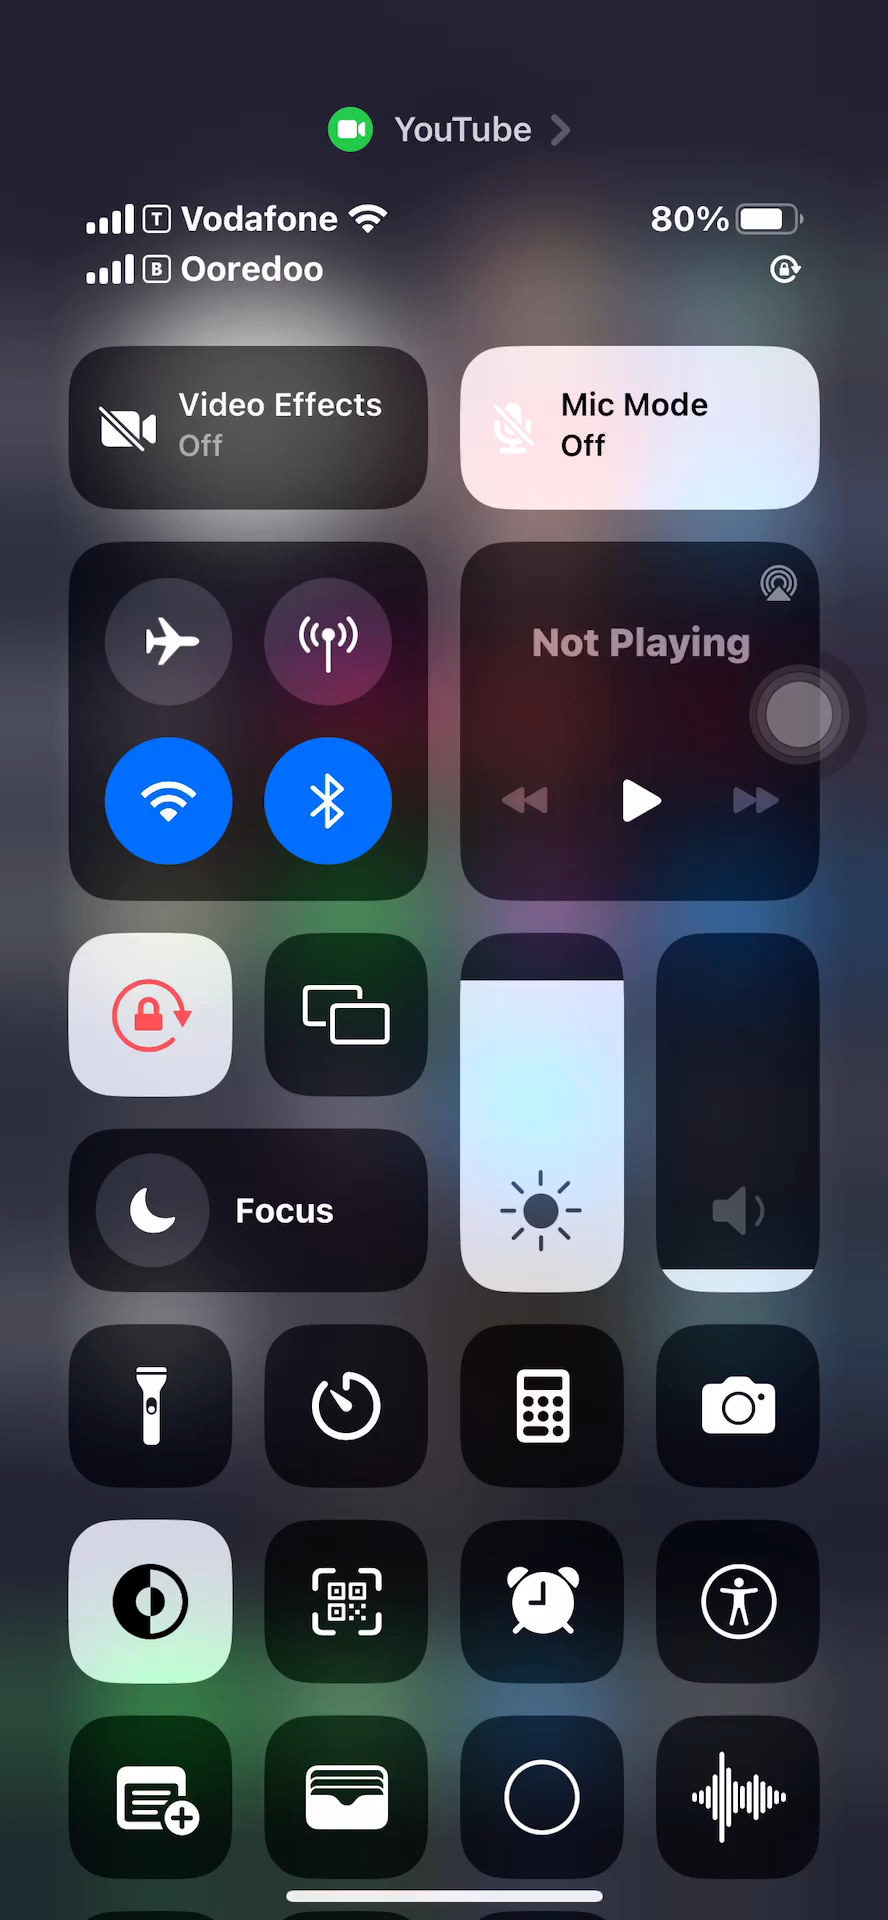 YouTube
T Vodafone 80%
B Ooredoo
Video Effects
Off
Mic Mode
Off
Not Playing
Focus